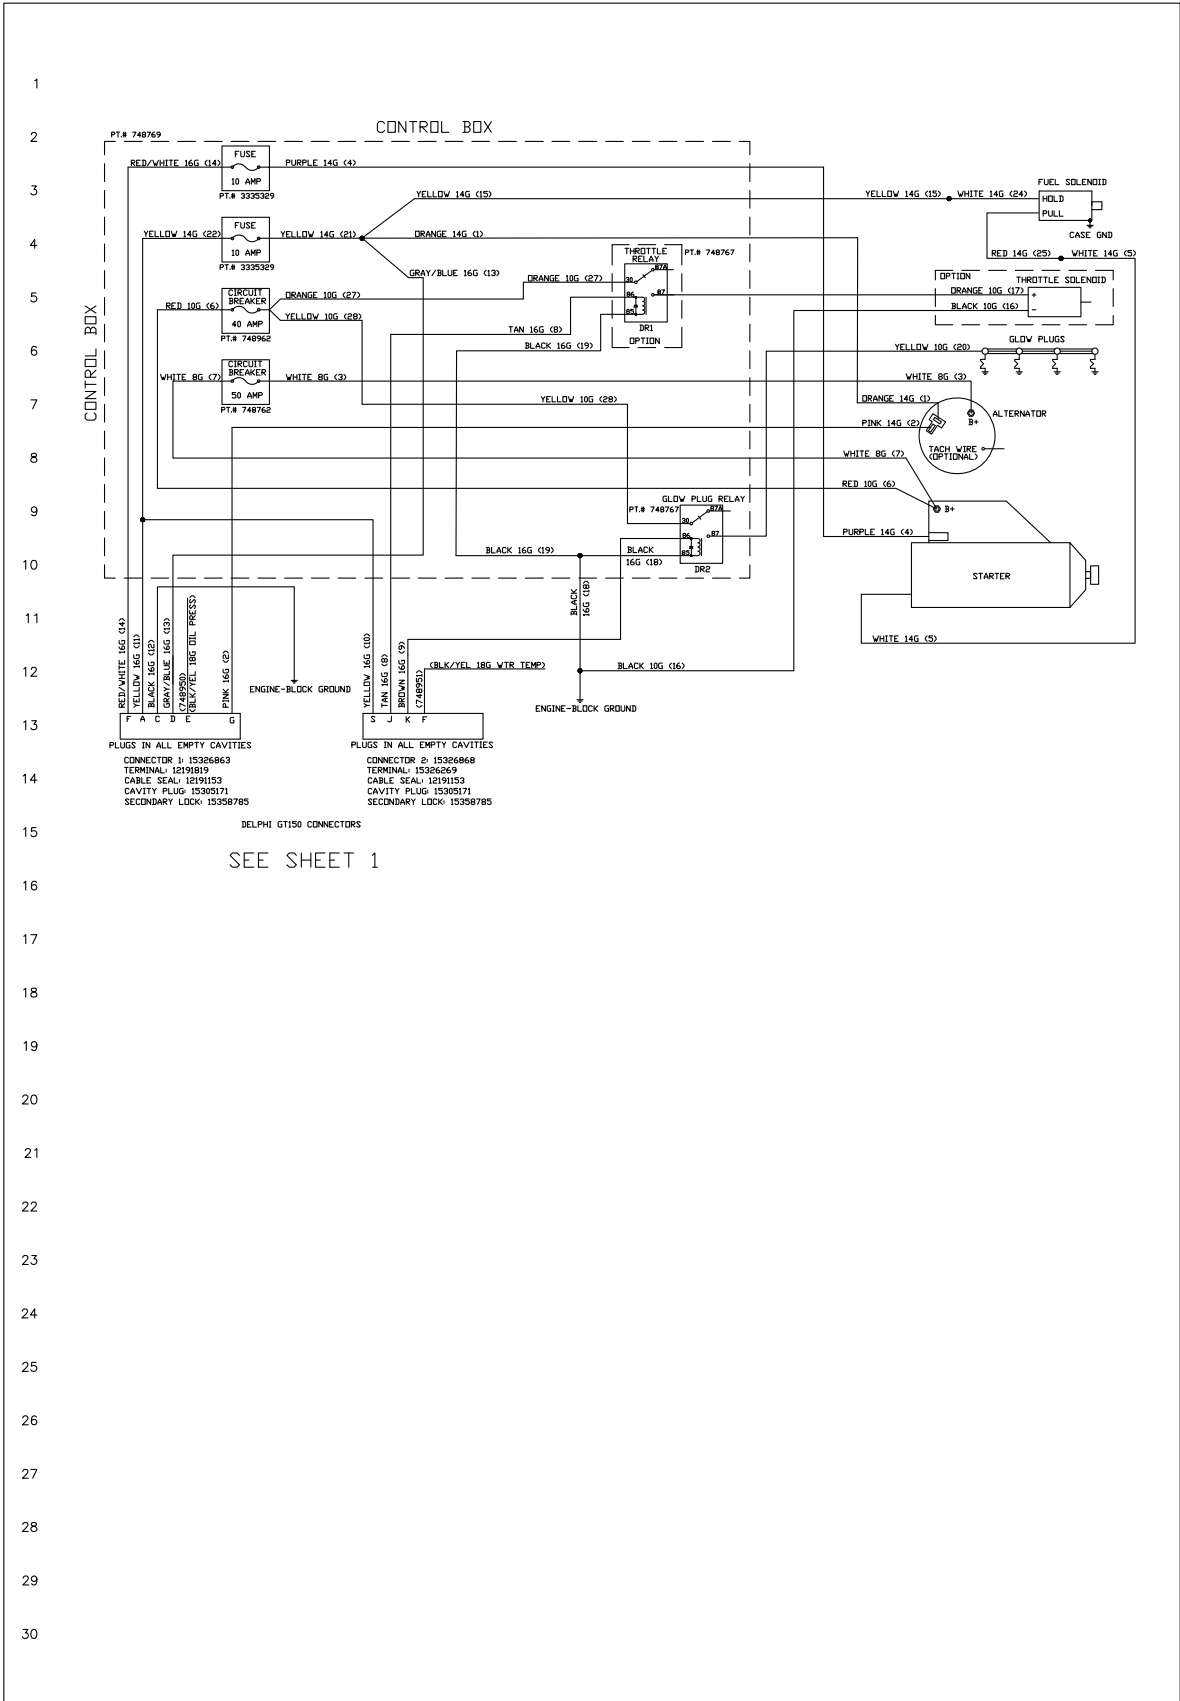 1
2
3
4
5
6
7
8
9
10
11
12
13
14
15
16
17
18
19
20
21
22
23
24
25
26
27
28
29
30
CONTROL BOX
PT.# 748769
CONTROL BOX
RED/WHITE 16G (14)
FUSE
10 AMP
PT.# 3335329
PURPLE 14G (4)
YELLOW 14G (22)
FUSE
10 AMP
PT.# 3335329
YELLOW 14G (21)
YELLOW 14G (15)
ORANGE 14G (1)
GRAY/BLUE 16G (13)
RED 10G (6)
CIRCUIT
BREAKER
40 AMP
PT.# 748962
ORANGE 10G (27)
YELLOW 10G (28)
WHITE 8G (7)
CIRCUIT
BREAKER
50 AMP
PT.# 748762
WHITE 8G (3)
ORANGE 10G (27)
TAN 16G (8)
BLACK 16G (19)
YELLOW 10G (28)
THROTTLE
RELAY
PT.# 748767
87A
30
86
87
85
DR1
OPTION
GLOW PLUG RELAY
PT.# 748767
87A
30
86
87
85
DR2
BLACK 16G (19)
BLACK
16G (18)
BLACK
16G (18)
YELLOW 14G (15)
WHITE 14G (24)
FUEL SOLENOID
HOLD
PULL
CASE GND
RED 14G (25)
WHITE 14G (5)
OPTION
THROTTLE SOLENOID
ORANGE 10G (17)
BLACK 10G (16)
+
-
YELLOW 10G (20)
GLOW PLUGS
WHITE 8G (3)
ORANGE 14G (1)
PINK 14G (2)
ALTERNATOR
B+
TACH WIRE
(OPTIONAL)
WHITE 8G (7)
RED 10G (6)
B+
PURPLE 14G (4)
STARTER
WHITE 14G (5)
BLACK 10G (16)
ENGINE-BLOCK GROUND
ENGINE-BLOCK GROUND
RED/WHITE 16G (14)
YELLOW 16G (11)
BLACK 16G (12)
GRAY/BLUE 16G (13)
(748950)
(BLK/YEL 18G OIL PRESS)
PINK 16G (2)
F A C D E G
PLUGS IN ALL EMPTY CAVITIES
CONNECTOR 1: 15326863
TERMINAL: 12191819
CABLE SEAL: 12191153
CAVITY PLUG: 15305171
SECONDARY LOCK: 15358785
YELLOW 16G (10)
TAN 16G (8)
BROWN 16G (9)
(748951)
(BLK/YEL 18G WTR TEMP)
S J K F
PLUGS IN ALL EMPTY CAVITIES
CONNECTOR 2: 15326868
TERMINAL: 15326269
CABLE SEAL: 12191153
CAVITY PLUG: 15305171
SECONDARY LOCK: 15358785
DELPHI GT150 CONNECTORS
SEE SHEET 1